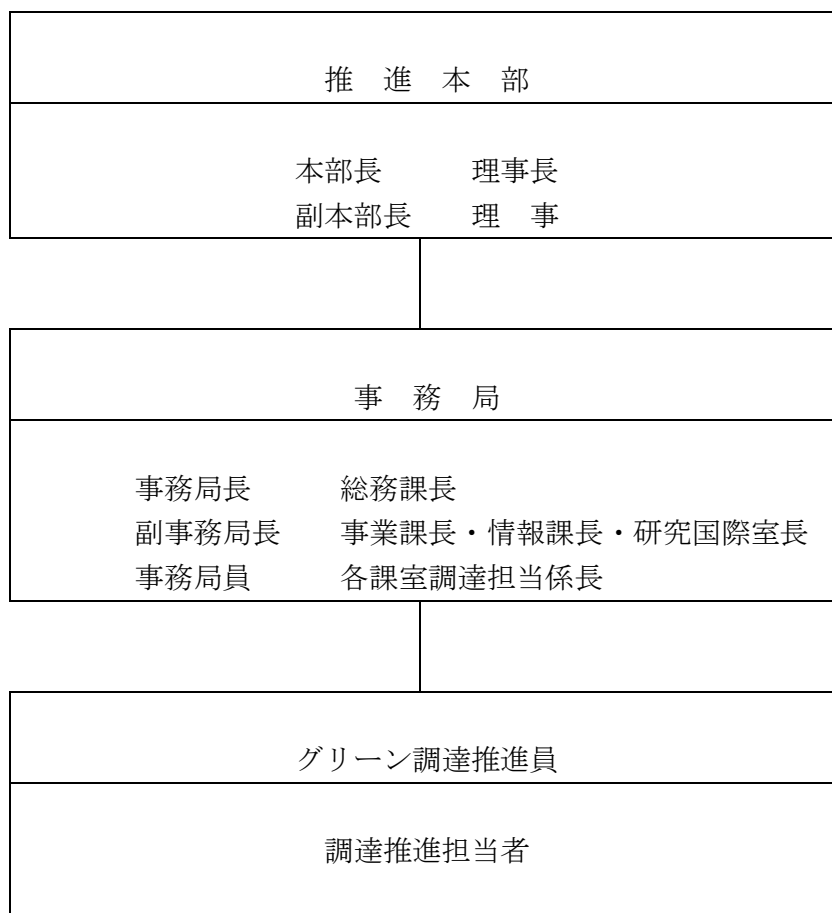 推　進　本　部
本部長　　　理事長
副本部長　　理　事
事　務　局
事務局長　　　総務課長
副事務局長　　事業課長・情報課長・研究国際室長
事務局員　　　各課室調達担当係長
グリーン調達推進員
調達推進担当者